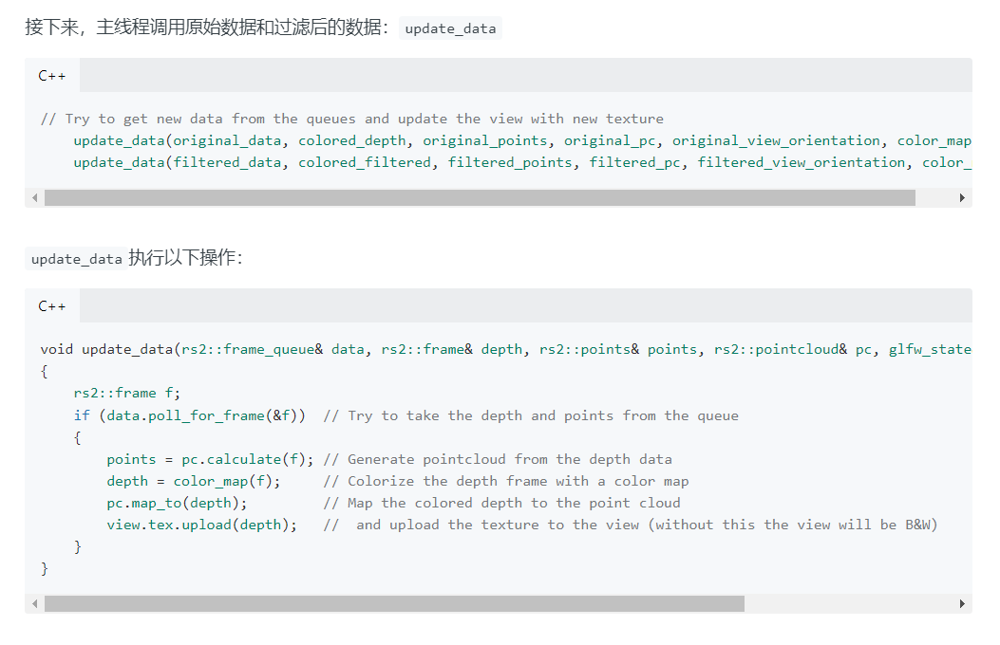 接下来，主线程调用原始数据和过滤后的数据： update_data
C++
// Try to get new data from the queues and update the view with new texture
update_data(original_data, colored_depth, original_points, original_pc, original_view_orientation, color_map
update_data(filtered_data, colored_filtered, filtered_points, filtered_pc, filtered_view_orientation, color_
update_data 执行以下操作：
C++
void update_data(rs2::frame_queue& data, rs2::frame& depth, rs2::points& points, rs2::pointcloud& pc, glfw_state
{
rs2::frame f;
if (data.poll_for_frame(&f))  // Try to take the depth and points from the queue
{
points = pc.calculate(f); // Generate pointcloud from the depth data
depth = color_map(f);     // Colorize the depth frame with a color map
pc.map_to(depth);         // Map the colored depth to the point cloud
view.tex.upload(depth);   //  and upload the texture to the view (without this the view will be B&W)
}
}